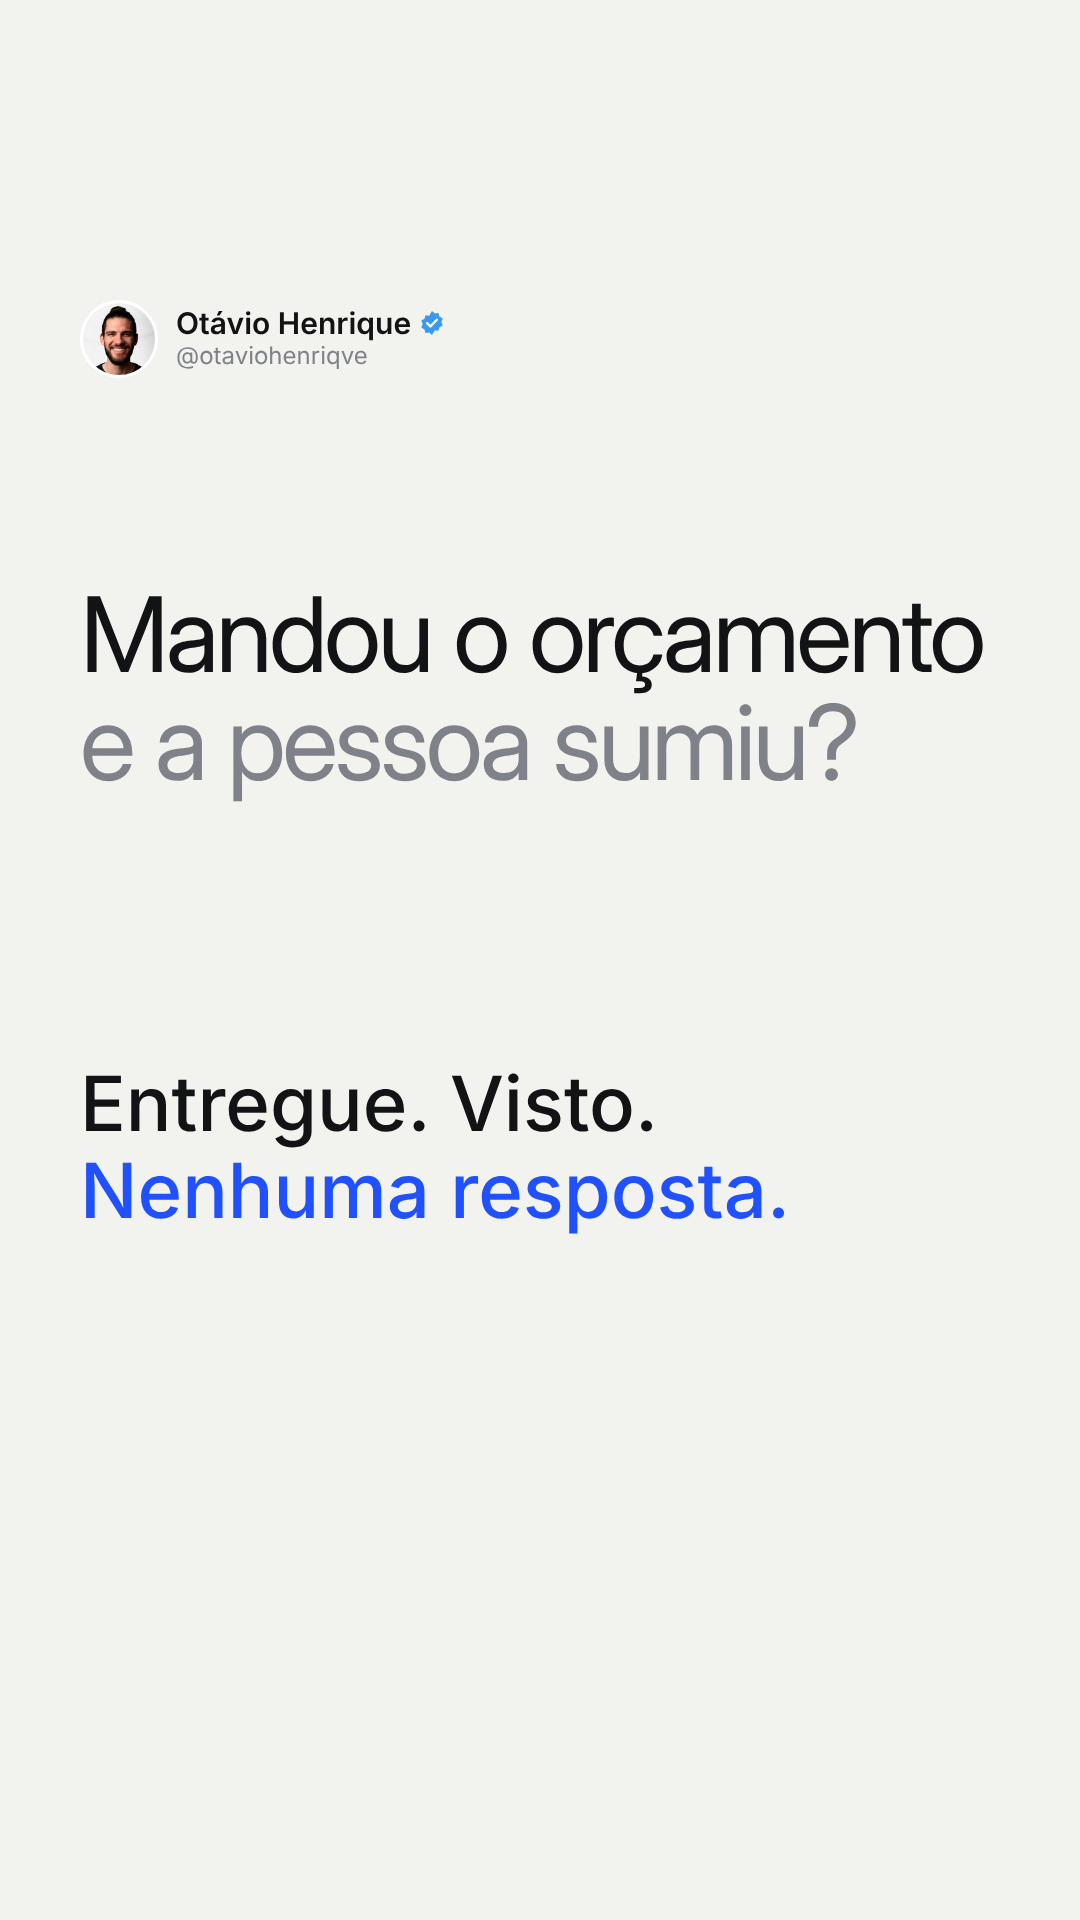 Otávio Henrique
@otaviohenriqve
Mandou o orçamento
e a pessoa sumiu?
Entregue. Visto.
Nenhuma resposta.